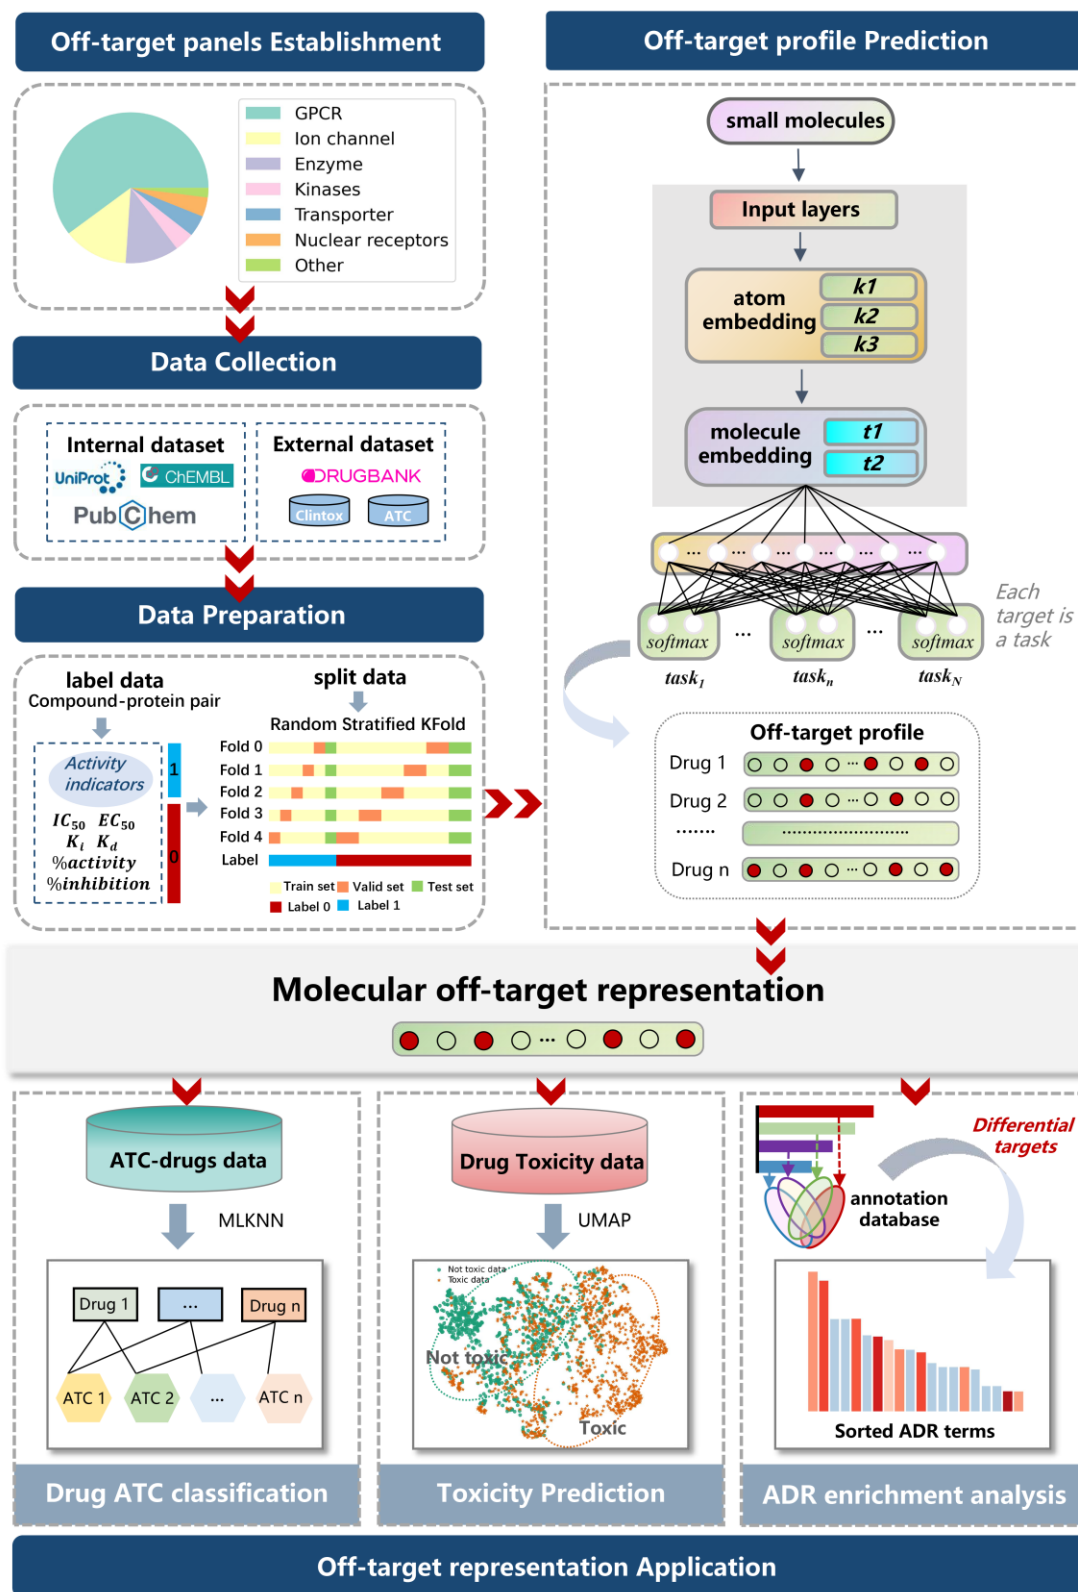 Off-target panels Establishment
GPCR
Ion channel
Enzyme
Kinases
Transporter
Nuclear receptors
Other
Data Collection
Internal dataset
UniProt
ChEMBL
PubChem
External dataset
DRUGBANK
Clintox
ATC
Data Preparation
label data
Compound-protein pair
Activity
indicators
IC50 EC50
Ki Kd
%activity
%inhibition
1
0
split data
Random Stratified KFold
Fold 0
Fold 1
Fold 2
Fold 3
Fold 4
Label
Train set Valid set Test set
Label 0 Label 1
Off-target profile Prediction
small molecules
Input layers
atom
embedding
k1
k2
k3
molecule
embedding
t1
t2
... ... ... ... ... ...
softmax ... softmax ... softmax
task1 taskn taskN
Each
target is
a task
Off-target profile
Drug 1 ...
Drug 2 ...
....... ........................
Drug n ...
Molecular off-target representation
...
ATC-drugs data
MLKNN
Drug 1 ... Drug n
ATC 1 ATC 2 ... ATC n
Drug ATC classification
Drug Toxicity data
UMAP
Not toxic data
Toxic data
Not toxic
Toxic
Toxicity Prediction
Differential
targets
annotation
database
Sorted ADR terms
ADR enrichment analysis
Off-target representation Application